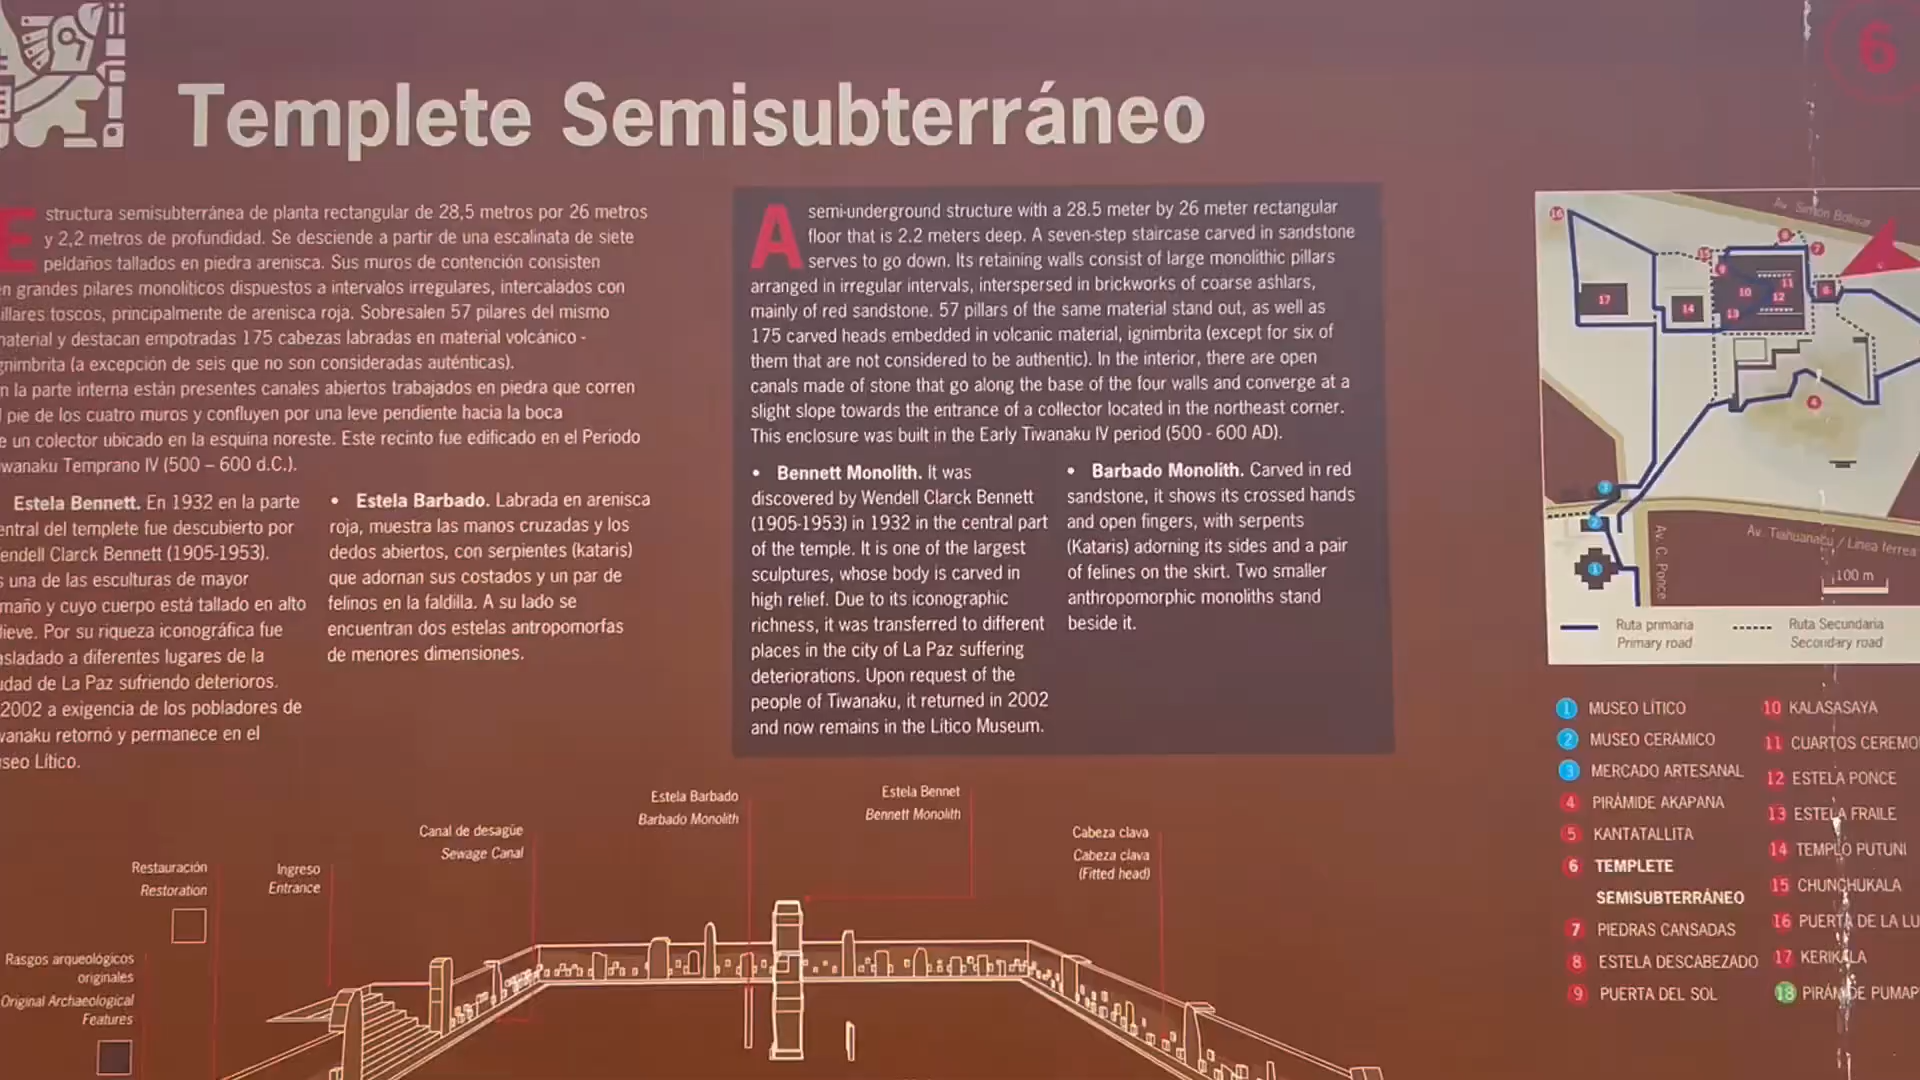 6
Templete Semisubterráneo
Estructura semisubterránea de planta rectangular de 28,5 metros por 26 metros
y 2,2 metros de profundidad. Se desciende a partir de una escalinata de siete
peldaños tallados en piedra arenisca. Sus muros de contención consisten
en grandes pilares monolíticos dispuestos a intervalos irregulares, intercalados con
illares toscos, principalmente de arenisca roja. Sobresalen 57 pilares del mismo
material y destacan empotradas 175 cabezas labradas en material volcánico -
gnimbrita (a excepción de seis que no son consideradas auténticas).
n la parte interna están presentes canales abiertos trabajados en piedra que corren
l pie de los cuatro muros y confluyen por una leve pendiente hacia la boca
e un colector ubicado en la esquina noreste. Este recinto fue edificado en el Periodo
iwanaku Temprano IV (500 – 600 d.C.).
Estela Bennett. En 1932 en la parte
entral del templete fue descubierto por
endell Clarck Bennett (1905-1953).
s una de las esculturas de mayor
maño y cuyo cuerpo está tallado en alto
lieve. Por su riqueza iconográfica fue
asladado a diferentes lugares de la
udad de La Paz sufriendo deterioros.
2002 a exigencia de los pobladores de
wanaku retornó y permanece en el
seo Lítico.
• Estela Barbado. Labrada en arenisca
roja, muestra las manos cruzadas y los
dedos abiertos, con serpientes (kataris)
que adornan sus costados y un par de
felinos en la faldilla. A su lado se
encuentran dos estelas antropomorfas
de menores dimensiones.
A semi-underground structure with a 28.5 meter by 26 meter rectangular
floor that is 2.2 meters deep. A seven-step staircase carved in sandstone
serves to go down. Its retaining walls consist of large monolithic pillars
arranged in irregular intervals, interspersed in brickworks of coarse ashlars,
mainly of red sandstone. 57 pillars of the same material stand out, as well as
175 carved heads embedded in volcanic material, ignimbrita (except for six of
them that are not considered to be authentic). In the interior, there are open
canals made of stone that go along the base of the four walls and converge at a
slight slope towards the entrance of a collector located in the northeast corner.
This enclosure was built in the Early Tiwanaku IV period (500 - 600 AD).
• Bennett Monolith. It was
discovered by Wendell Clarck Bennett
(1905-1953) in 1932 in the central part
of the temple. It is one of the largest
sculptures, whose body is carved in
high relief. Due to its iconographic
richness, it was transferred to different
places in the city of La Paz suffering
deteriorations. Upon request of the
people of Tiwanaku, it returned in 2002
and now remains in the Lítico Museum.
• Barbado Monolith. Carved in red
sandstone, it shows its crossed hands
and open fingers, with serpents
(Kataris) adorning its sides and a pair
of felines on the skirt. Two smaller
anthropomorphic monoliths stand
beside it.
Restauración
Restoration
Ingreso
Entrance
Canal de desagüe
Sewage Canal
Estela Barbado
Barbado Monolith
Estela Bennet
Bennett Monolith
Cabeza clava
Cabeza clava
(Fitted head)
Rasgos arqueológicos
originales
Original Archaeological
Features
Av. Simón Bolívar
16
15
9
8
7
10
11
12
13
6
17
14
4
3
2
1
Av. C. Ponce
Av. Tiahuanacu / Linea ferrea
100 m
Ruta primaria
Primary road
Ruta Secundaria
Secondary road
1 MUSEO LÍTICO
2 MUSEO CERÁMICO
3 MERCADO ARTESANAL
4 PIRÁMIDE AKAPANA
5 KANTATALLITA
6 TEMPLETE
SEMISUBTERRÁNEO
7 PIEDRAS CANSADAS
8 ESTELA DESCABEZADO
9 PUERTA DEL SOL
10 KALASASAYA
11 CUARTOS CEREMO
12 ESTELA PONCE
13 ESTELA FRAILE
14 TEMPLO PUTUNI
15 CHUNCHUKALA
16 PUERTA DE LA LU
17 KERIKALA
18 PIRÁMIDE PUMAP